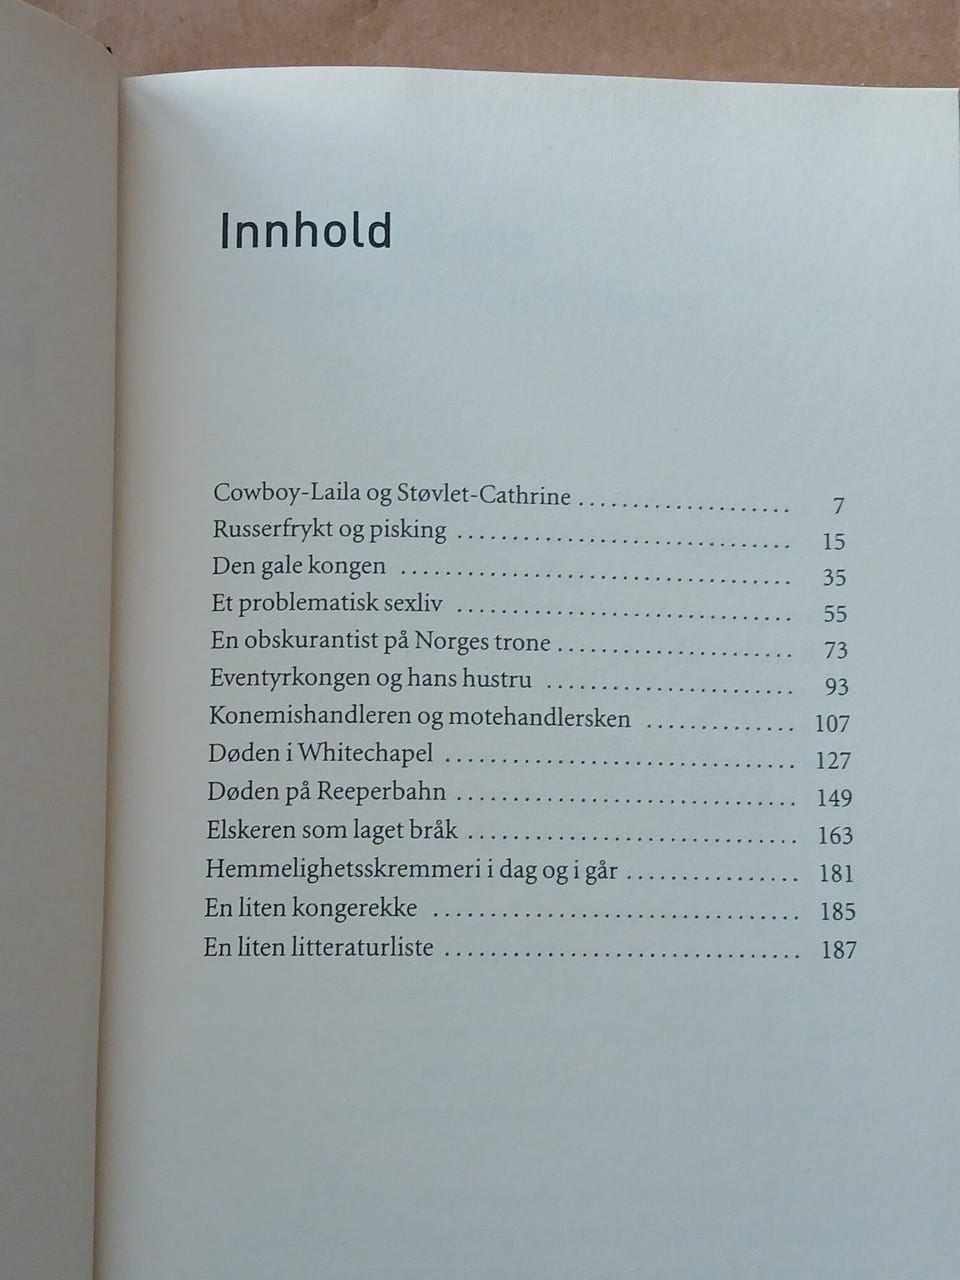 Innhold
Cowboy-Laila og Støvlet-Cathrine .................... 7
Russerfrykt og pisking ................................ 15
Den gale kongen ..................................... 35
Et problematisk sexliv ................................ 55
En obskurantist på Norges trone ...................... 73
Eventyrkongen og hans hustru ........................ 93
Konemishandleren og motehandlersken .............. 107
Døden i Whitechapel ................................. 127
Døden på Reeperbahn ................................ 149
Elskeren som laget bråk ............................... 163
Hemmelighetsskremmeri i dag og i går ................ 181
En liten kongerekke ................................... 185
En liten litteraturliste ................................. 187